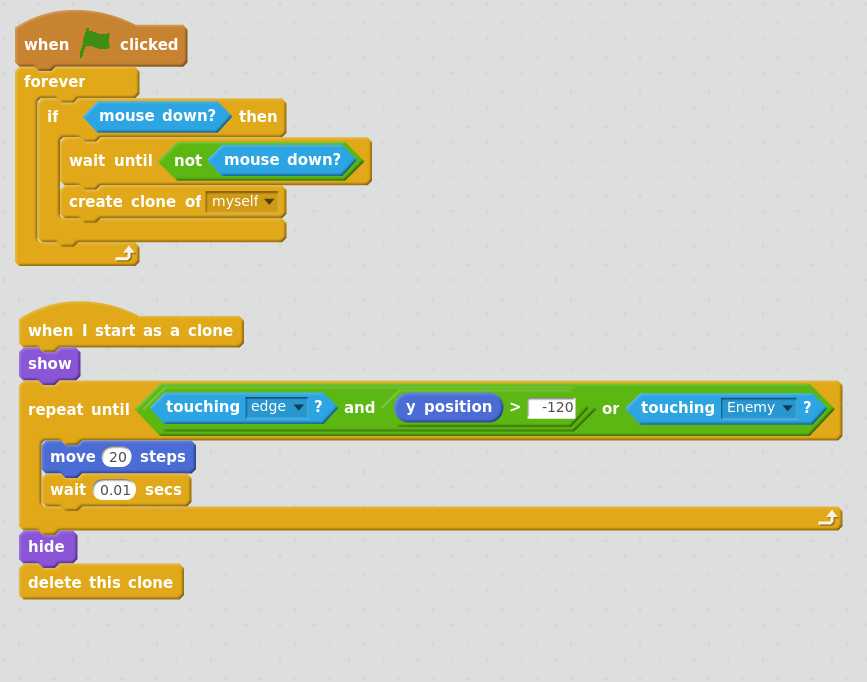 when clicked
forever
if mouse down? then
wait until not mouse down?
create clone of myself
when I start as a clone
show
repeat until touching edge ? and y position > -120 or touching Enemy ?
move 20 steps
wait 0.01 secs
hide
delete this clone